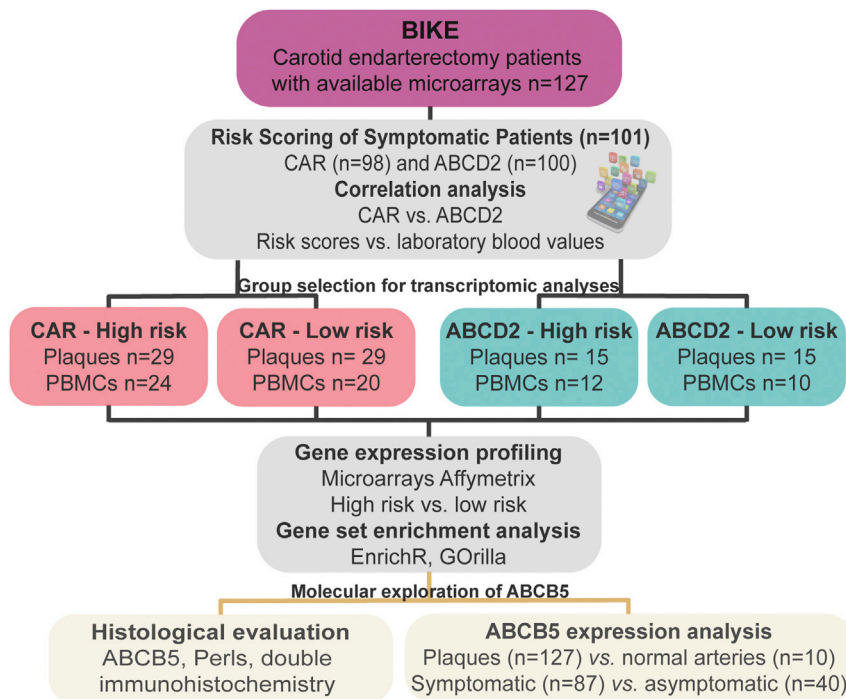 BIKE
Carotid endarterectomy patients
with available microarrays n=127
Risk Scoring of Symptomatic Patients (n=101)
CAR (n=98) and ABCD2 (n=100)
Correlation analysis
CAR vs. ABCD2
Risk scores vs. laboratory blood values
Group selection for transcriptomic analyses
CAR - High risk
Plaques n=29
PBMCs n=24
CAR - Low risk
Plaques n= 29
PBMCs n=20
ABCD2 - High risk
Plaques n= 15
PBMCs n=12
ABCD2 - Low risk
Plaques n= 15
PBMCs n=10
Gene expression profiling
Microarrays Affymetrix
High risk vs. low risk
Gene set enrichment analysis
EnrichR, GOrilla
Molecular exploration of ABCB5
Histological evaluation
ABCB5, Perls, double
immunohistochemistry
ABCB5 expression analysis
Plaques (n=127) vs. normal arteries (n=10)
Symptomatic (n=87) vs. asymptomatic (n=40)